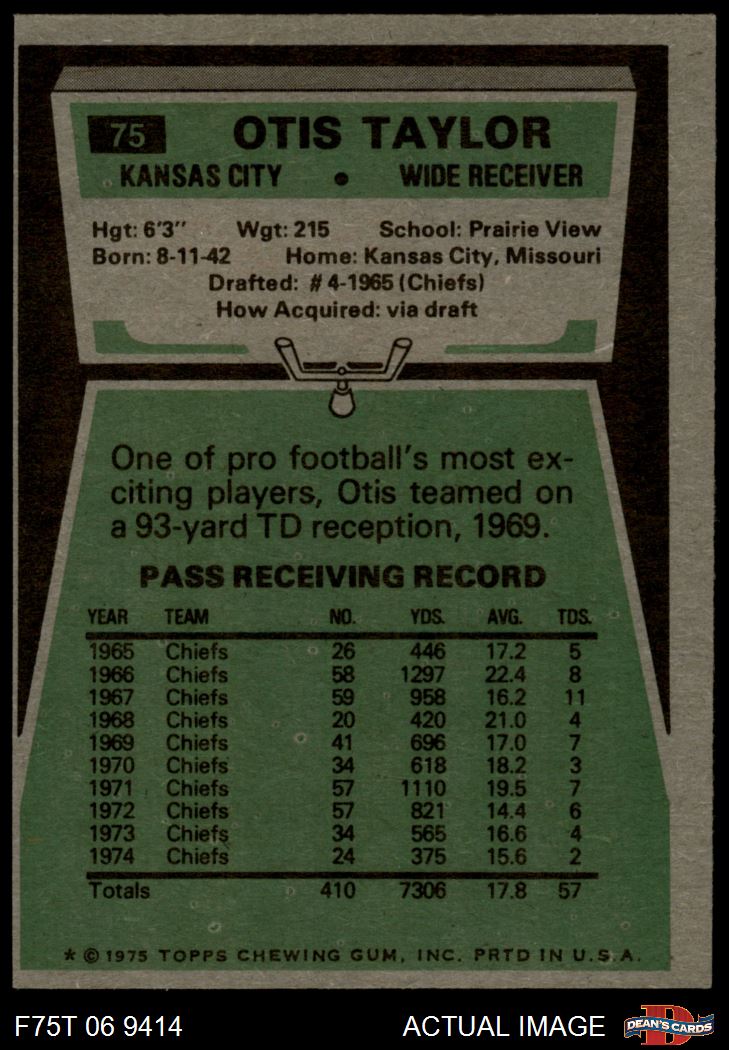 75 OTIS TAYLOR
KANSAS CITY • WIDE RECEIVER
Hgt: 6'3" Wgt: 215 School: Prairie View
Born: 8-11-42 Home: Kansas City, Missouri
Drafted: #4-1965 (Chiefs)
How Acquired: via draft
One of pro football's most ex-
citing players, Otis teamed on
a 93-yard TD reception, 1969.
PASS RECEIVING RECORD
YEAR TEAM NO. YDS. AVG. TDS.
1965 Chiefs 26 446 17.2 5
1966 Chiefs 58 1297 22.4 8
1967 Chiefs 59 958 16.2 11
1968 Chiefs 20 420 21.0 4
1969 Chiefs 41 696 17.0 7
1970 Chiefs 34 618 18.2 3
1971 Chiefs 57 1110 19.5 7
1972 Chiefs 57 821 14.4 6
1973 Chiefs 34 565 16.6 4
1974 Chiefs 24 375 15.6 2
Totals 410 7306 17.8 57
* © 1975 TOPPS CHEWING GUM, INC. PRTD IN U.S.A.
F75T 06 9414 ACTUAL IMAGE D DEAN'S CARDS